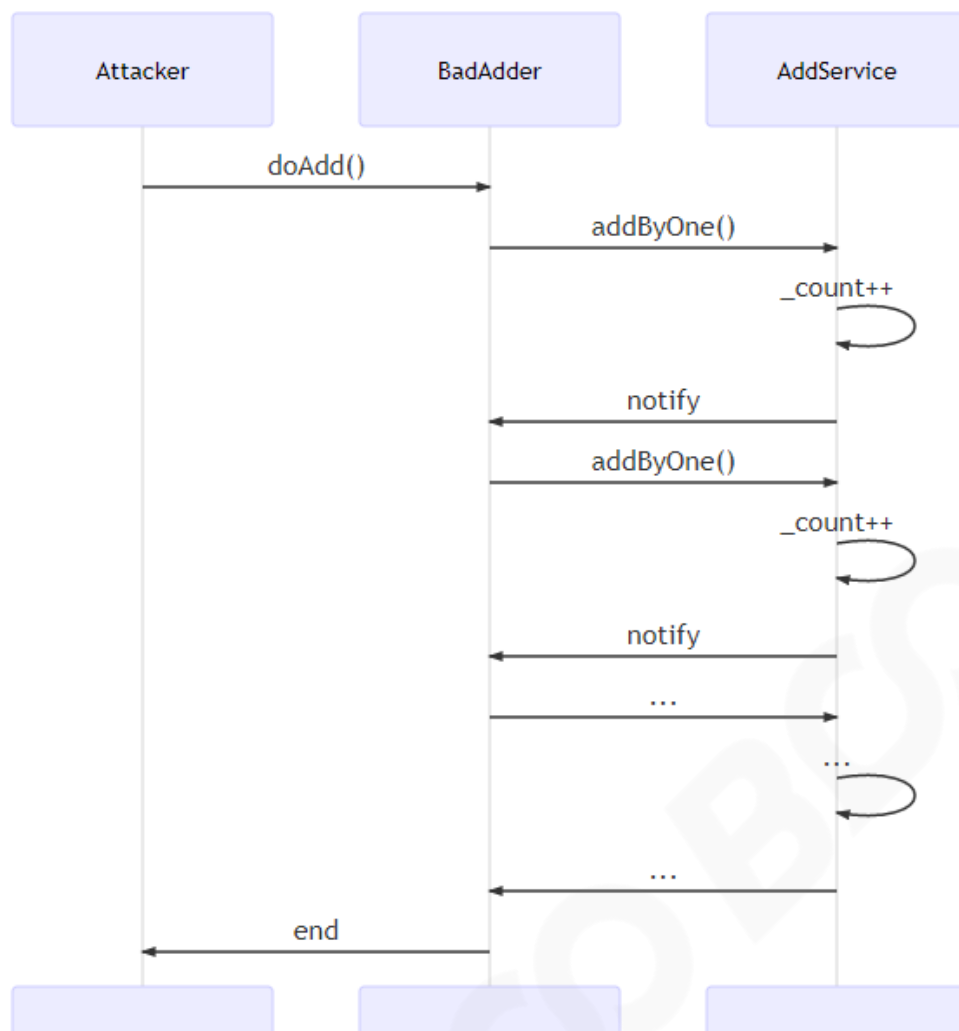 Attacker
BadAdder
AddService
doAdd()
addByOne()
_count++
notify
addByOne()
_count++
notify
...
...
...
end